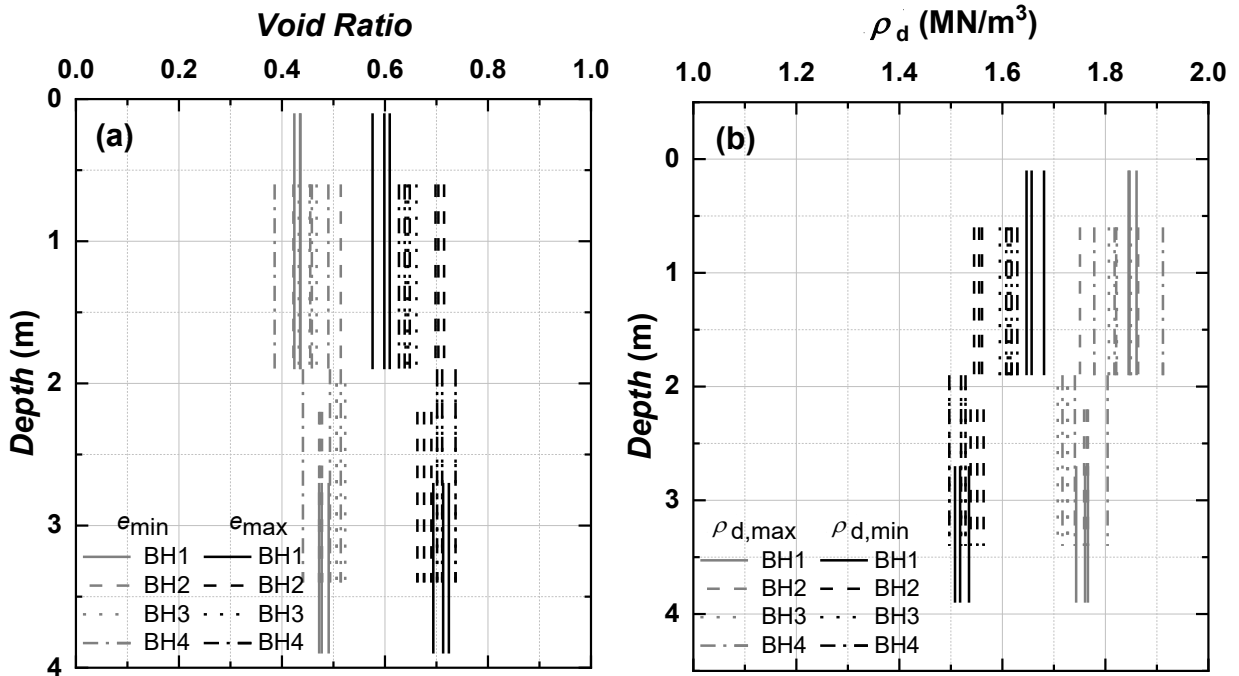 Void Ratio
0.0 0.2 0.4 0.6 0.8 1.0
0
1
2
3
4
Depth (m)
(a)
emin emax
BH1 BH1
BH2 BH2
BH3 BH3
BH4 BH4
ρd (MN/m³)
1.0 1.2 1.4 1.6 1.8 2.0
0
1
2
3
4
Depth (m)
(b)
ρd,max ρd,min
BH1 BH1
BH2 BH2
BH3 BH3
BH4 BH4